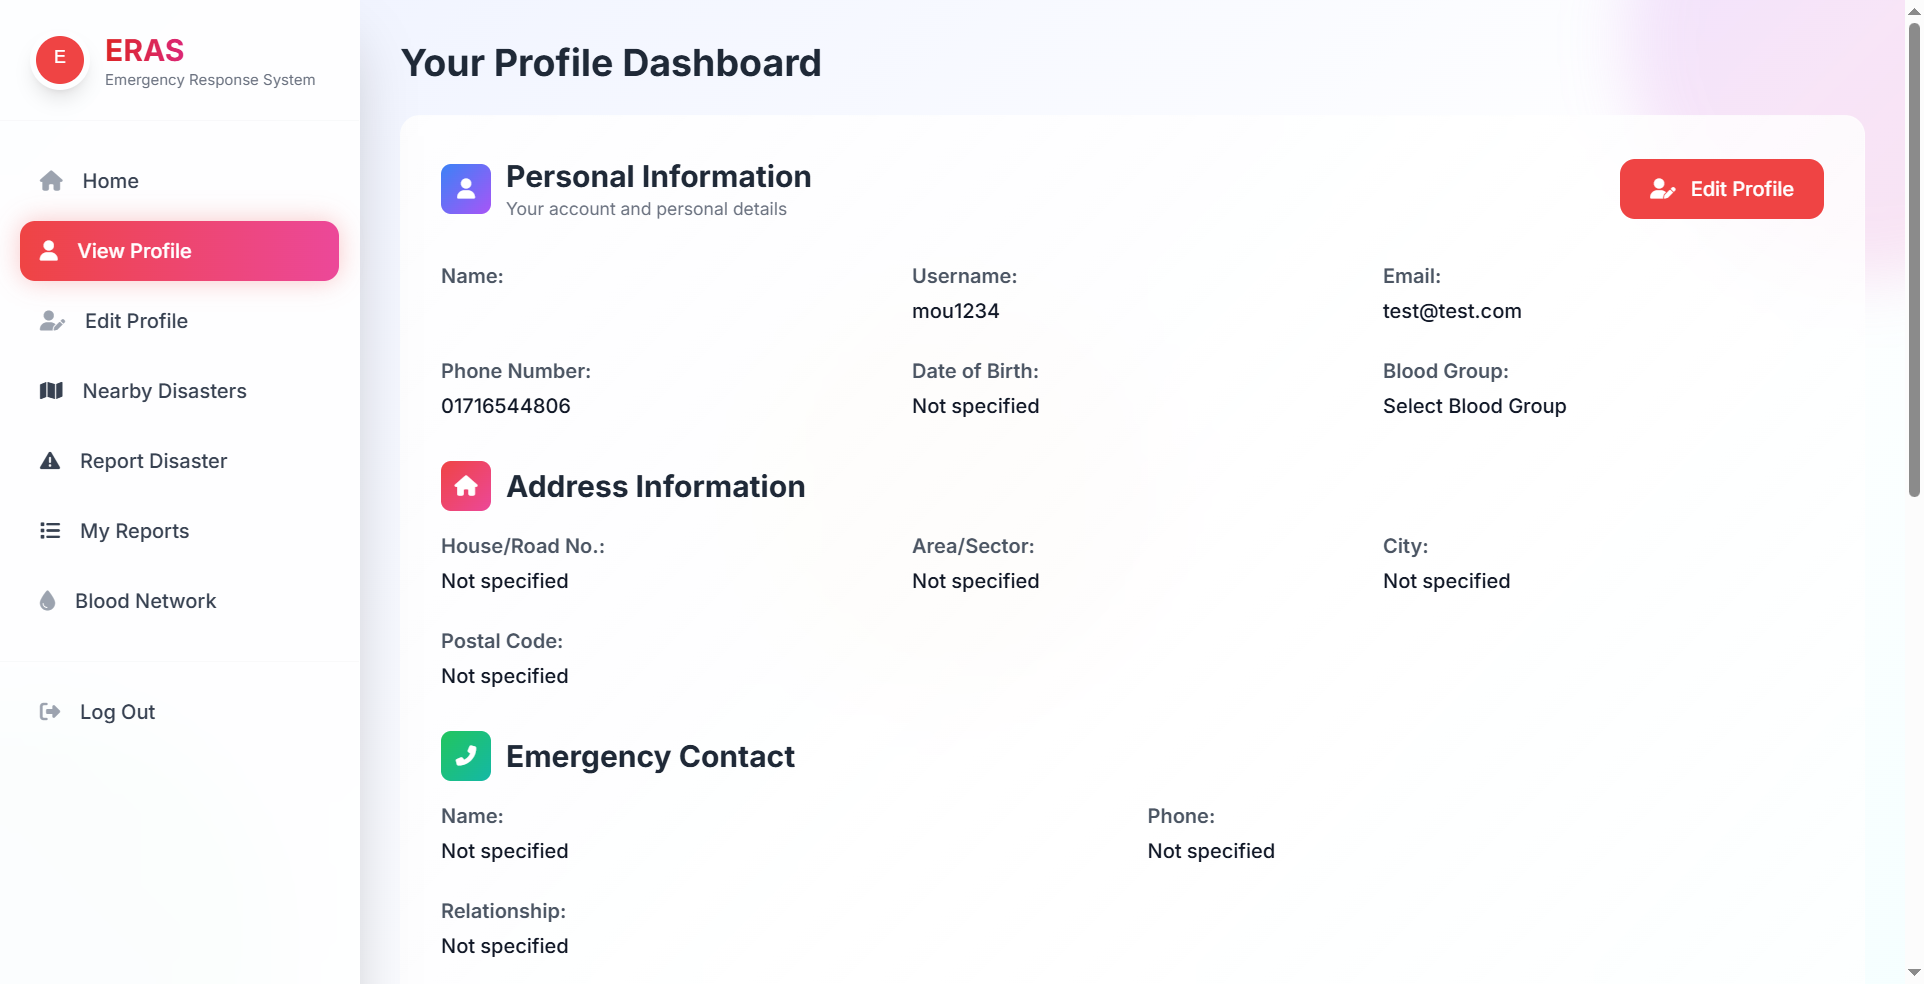 E
ERAS
Emergency Response System
Home
View Profile
Edit Profile
Nearby Disasters
Report Disaster
My Reports
Blood Network
Log Out
Your Profile Dashboard
Personal Information
Your account and personal details
Edit Profile
Name:
Username:
mou1234
Email:
test@test.com
Phone Number:
01716544806
Date of Birth:
Not specified
Blood Group:
Select Blood Group
Address Information
House/Road No.:
Not specified
Area/Sector:
Not specified
City:
Not specified
Postal Code:
Not specified
Emergency Contact
Name:
Not specified
Phone:
Not specified
Relationship:
Not specified